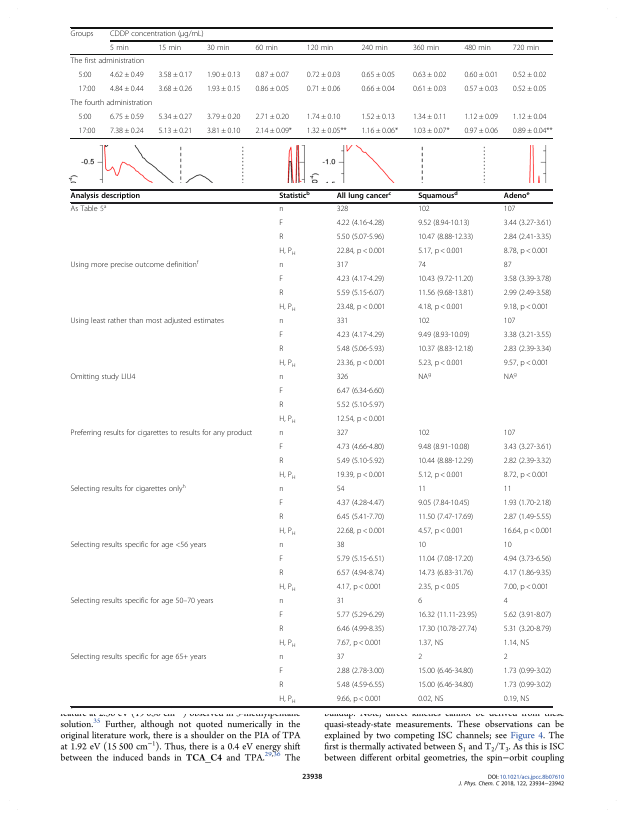 Groups CDDP concentration (μg/mL)
5 min 15 min 30 min 60 min 120 min 240 min 360 min 480 min 720 min
The first administration
5:00 4.62 ± 0.49 3.58 ± 0.17 1.90 ± 0.13 0.87 ± 0.07 0.72 ± 0.03 0.65 ± 0.05 0.63 ± 0.02 0.60 ± 0.01 0.52 ± 0.02
17:00 4.84 ± 0.44 3.68 ± 0.26 1.93 ± 0.15 0.86 ± 0.05 0.71 ± 0.06 0.66 ± 0.04 0.61 ± 0.03 0.57 ± 0.03 0.52 ± 0.05
The fourth administration
5:00 6.75 ± 0.59 5.34 ± 0.27 3.79 ± 0.20 2.71 ± 0.20 1.74 ± 0.10 1.52 ± 0.13 1.34 ± 0.11 1.12 ± 0.09 1.12 ± 0.04
17:00 7.38 ± 0.24 5.13 ± 0.21 3.81 ± 0.10 2.14 ± 0.09* 1.32 ± 0.05** 1.16 ± 0.06* 1.03 ± 0.07* 0.97 ± 0.06 0.89 ± 0.04**
-0.5 -1.0
Analysis description Statistic^b All lung cancer^c Squamous^d Adeno^e
As Table 5^a n 328 102 107
F 4.22 (4.16-4.28) 9.52 (8.94-10.13) 3.44 (3.27-3.61)
R 5.50 (5.07-5.96) 10.47 (8.88-12.33) 2.84 (2.41-3.35)
H, P_H 22.84, p < 0.001 5.17, p < 0.001 8.78, p < 0.001
Using more precise outcome definition^f n 317 74 87
F 4.23 (4.17-4.29) 10.43 (9.72-11.20) 3.58 (3.39-3.78)
R 5.59 (5.15-6.07) 11.56 (9.68-13.81) 2.99 (2.49-3.58)
H, P_H 23.48, p < 0.001 4.18, p < 0.001 9.18, p < 0.001
Using least rather than most adjusted estimates n 331 102 107
F 4.23 (4.17-4.29) 9.49 (8.93-10.09) 3.38 (3.21-3.55)
R 5.48 (5.06-5.93) 10.37 (8.83-12.18) 2.83 (2.39-3.34)
H, P_H 23.36, p < 0.001 5.23, p < 0.001 9.57, p < 0.001
Omitting study LIU4 n 326 NA^g NA^g
F 6.47 (6.34-6.60)
R 5.52 (5.10-5.97)
H, P_H 12.54, p < 0.001
Preferring results for cigarettes to results for any product n 327 102 107
F 4.73 (4.66-4.80) 9.48 (8.91-10.08) 3.43 (3.27-3.61)
R 5.49 (5.10-5.92) 10.44 (8.88-12.29) 2.82 (2.39-3.32)
H, P_H 19.39, p < 0.001 5.12, p < 0.001 8.72, p < 0.001
Selecting results for cigarettes only^h n 54 11 11
F 4.37 (4.28-4.47) 9.05 (7.84-10.45) 1.93 (1.70-2.18)
R 6.45 (5.41-7.70) 11.50 (7.47-17.69) 2.87 (1.49-5.55)
H, P_H 22.68, p < 0.001 4.57, p < 0.001 16.64, p < 0.001
Selecting results specific for age <56 years n 38 10 10
F 5.79 (5.15-6.51) 11.04 (7.08-17.20) 4.94 (3.73-6.56)
R 6.57 (4.94-8.74) 14.73 (6.83-31.76) 4.17 (1.86-9.35)
H, P_H 4.17, p < 0.001 2.35, p < 0.05 7.00, p < 0.001
Selecting results specific for age 50–70 years n 31 6 4
F 5.77 (5.29-6.29) 16.32 (11.11-23.95) 5.62 (3.91-8.07)
R 6.46 (4.99-8.35) 17.30 (10.78-27.74) 5.31 (3.20-8.79)
H, P_H 7.67, p < 0.001 1.37, NS 1.14, NS
Selecting results specific for age 65+ years n 37 2 2
F 2.88 (2.78-3.00) 15.00 (6.46-34.80) 1.73 (0.99-3.02)
R 5.48 (4.59-6.55) 15.00 (6.46-34.80) 1.73 (0.99-3.02)
H, P_H 9.66, p < 0.001 0.02, NS 0.19, NS
solution.^35 Further, although not quoted numerically in the
original literature work, there is a shoulder on the PIA of TPA
at 1.92 eV (15 500 cm⁻¹). Thus, there is a 0.4 eV energy shift
between the induced bands in TCA_C4 and TPA.^29,36 The
quasi-steady-state measurements. These observations can be
explained by two competing ISC channels; see Figure 4. The
first is thermally activated between S₁ and T₂/T₃. As this is ISC
between different orbital geometries, the spin−orbit coupling
23938
DOI: 10.1021/acs.jpcc.8b07610
J. Phys. Chem. C 2018, 122, 23934−23942